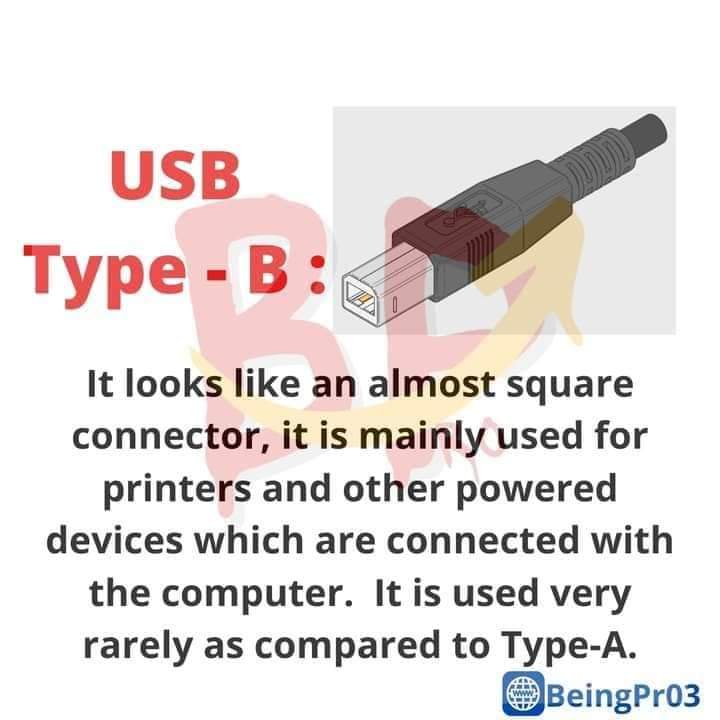 USB
Type - B :
It looks like an almost square
connector, it is mainly used for
printers and other powered
devices which are connected with
the computer. It is used very
rarely as compared to Type-A.
BeingPr03